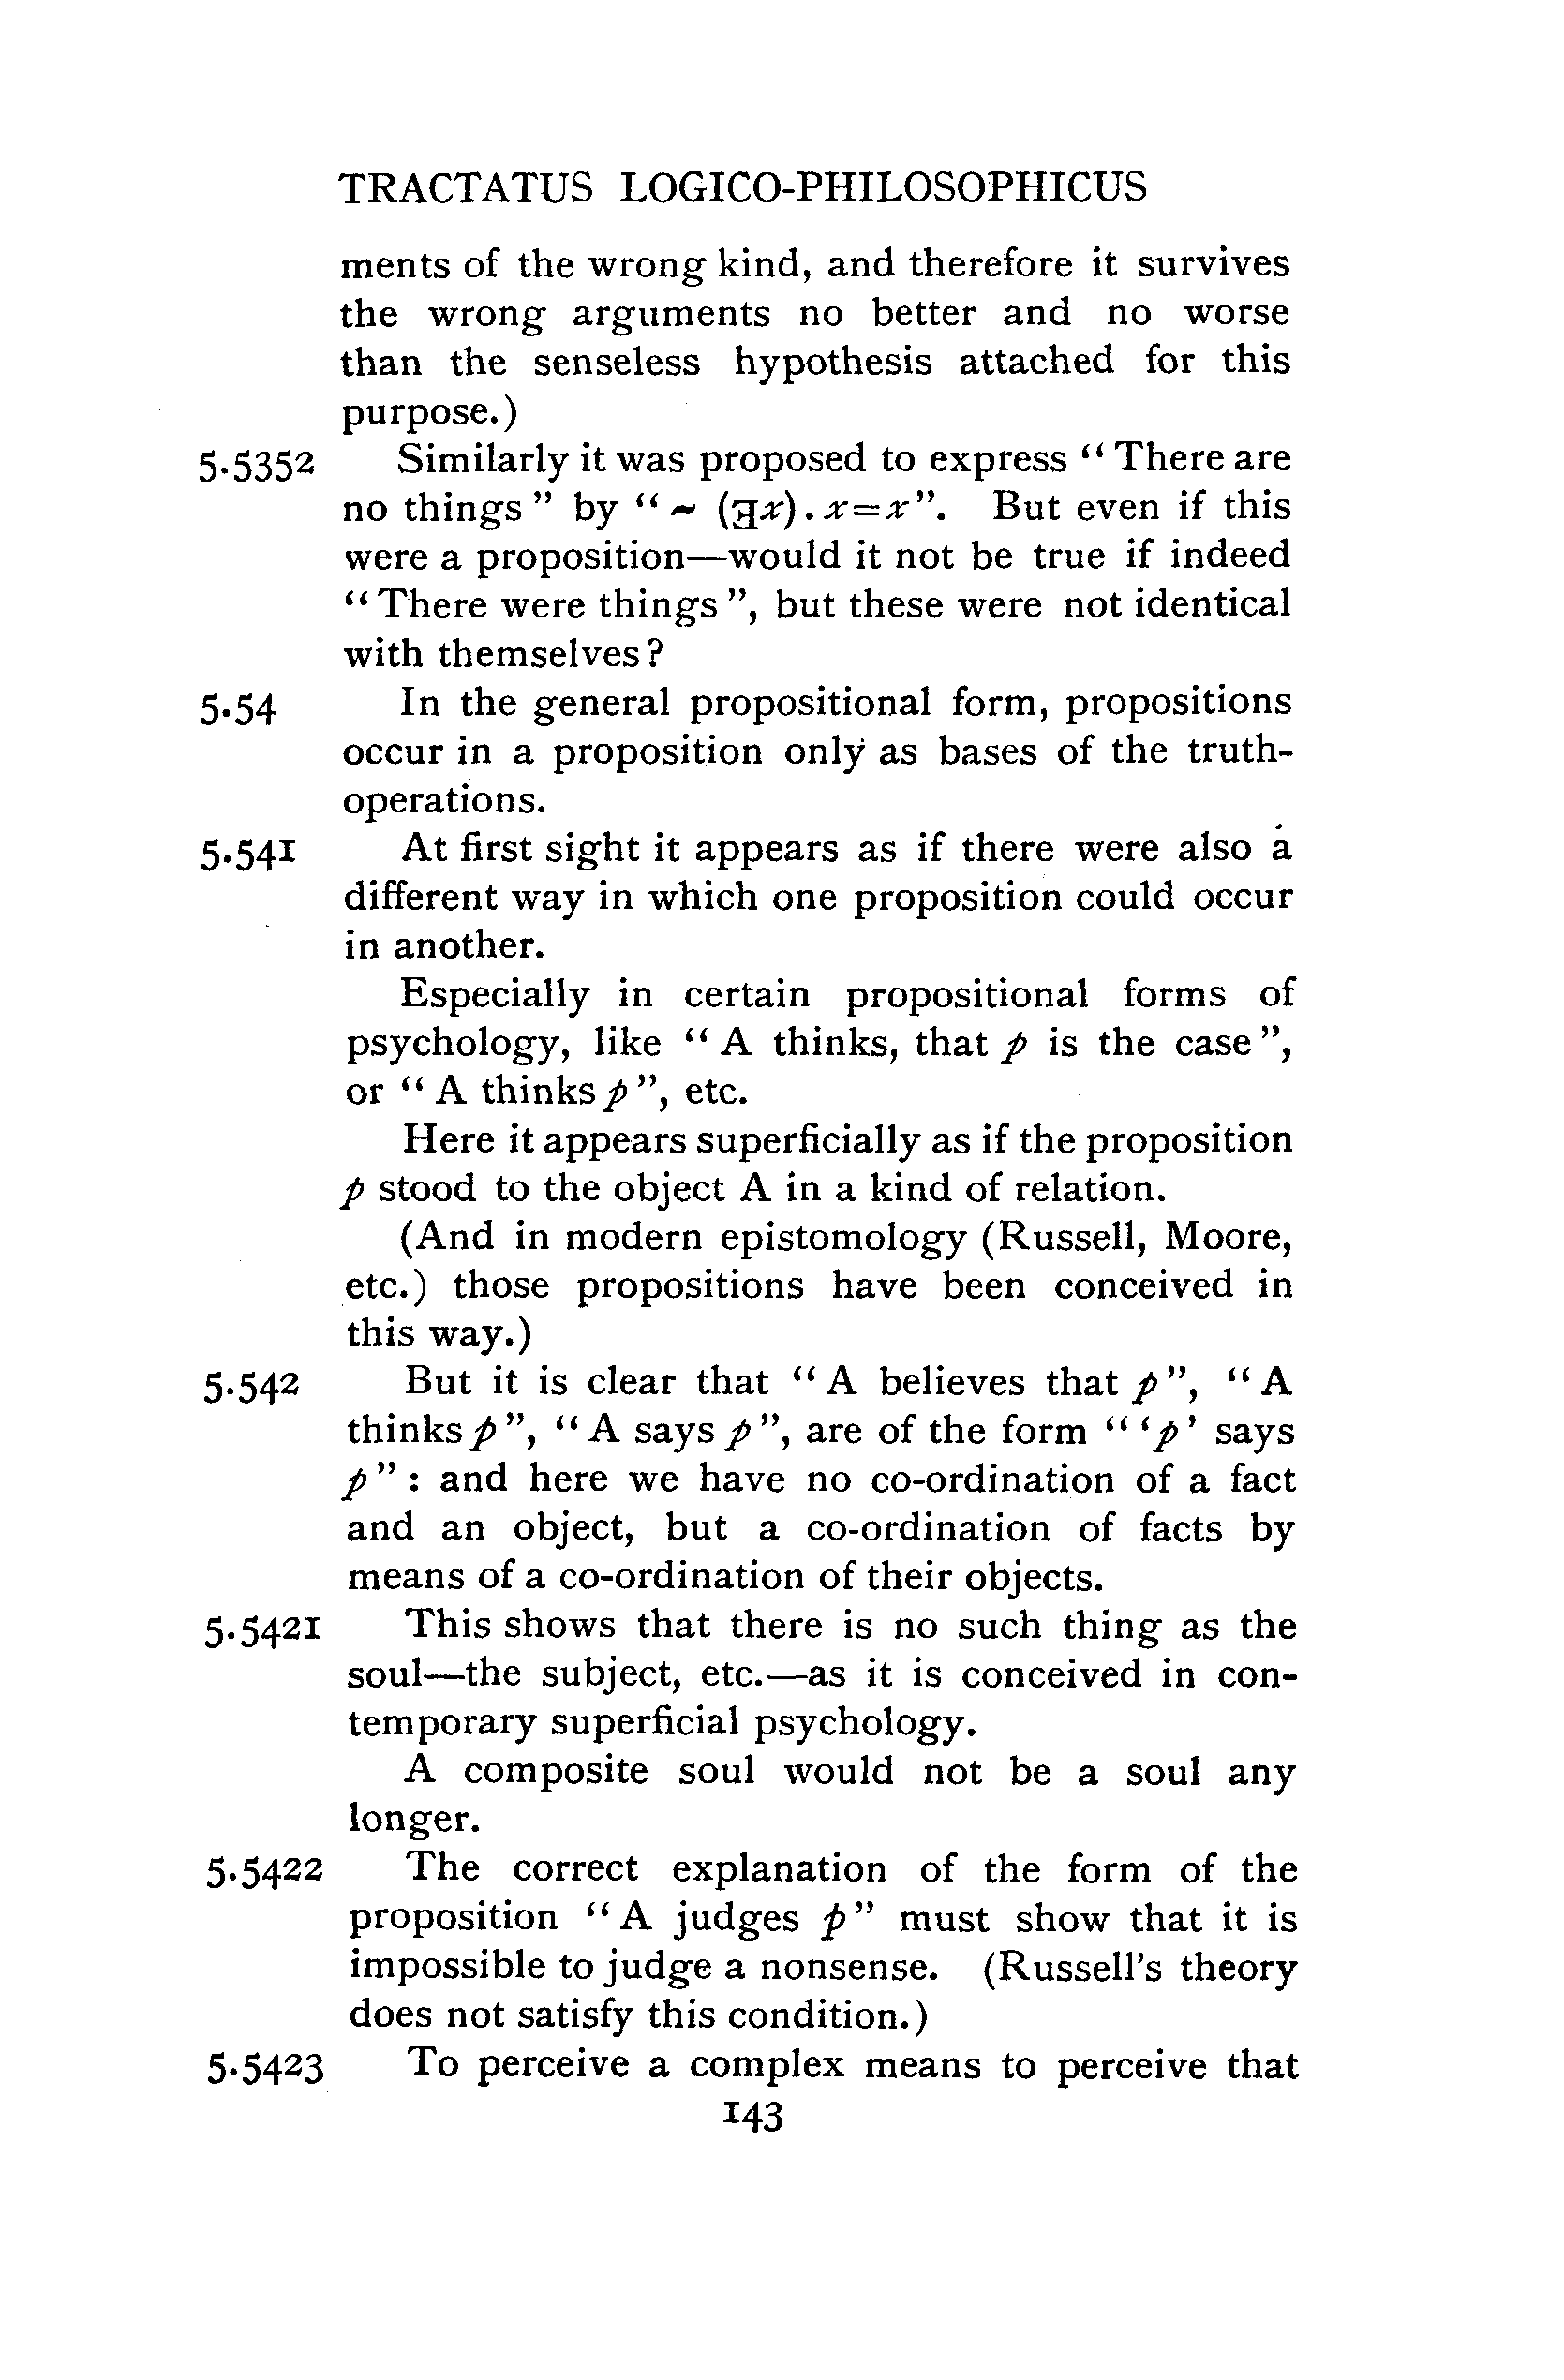 TRACTATUS LOGICO-PHILOSOPHICUS
ments of the wrong kind, and therefore it survives
the wrong arguments no better and no worse
than the senseless hypothesis attached for this
purpose.)
5·5352 Similarly it was proposed to express “There are
no things” by “~ (∃x). x=x”. But even if this
were a proposition—would it not be true if indeed
“There were things”, but these were not identical
with themselves?
5·54 In the general propositional form, propositions
occur in a proposition only as bases of the truth-
operations.
5·541 At first sight it appears as if there were also a
different way in which one proposition could occur
in another.
Especially in certain propositional forms of
psychology, like “A thinks, that p is the case”,
or “A thinks p”, etc.
Here it appears superficially as if the proposition
p stood to the object A in a kind of relation.
(And in modern epistomology (Russell, Moore,
etc.) those propositions have been conceived in
this way.)
5·542 But it is clear that “A believes that p”, “A
thinks p”, “A says p”, are of the form “‘p’ says
p”: and here we have no co-ordination of a fact
and an object, but a co-ordination of facts by
means of a co-ordination of their objects.
5·5421 This shows that there is no such thing as the
soul—the subject, etc.—as it is conceived in con-
temporary superficial psychology.
A composite soul would not be a soul any
longer.
5·5422 The correct explanation of the form of the
proposition “A judges p” must show that it is
impossible to judge a nonsense. (Russell’s theory
does not satisfy this condition.)
5·5423 To perceive a complex means to perceive that
143